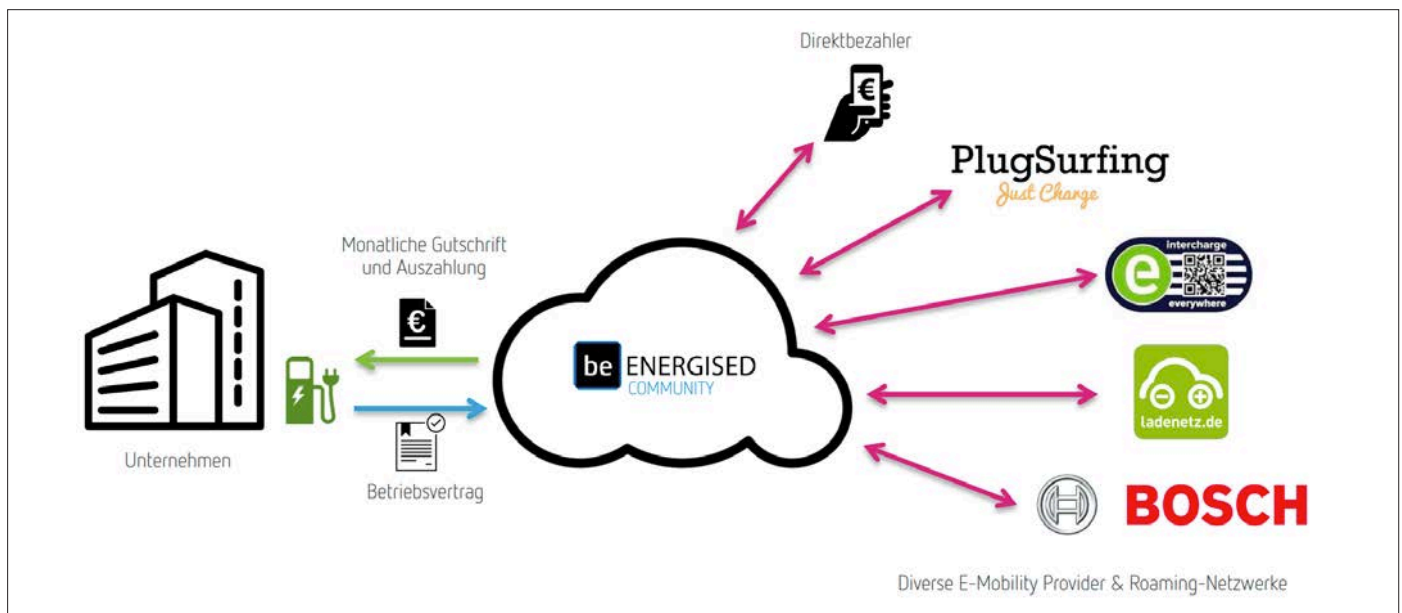 Direktbezahler
€
PlugSurfing
Just Charge
Monatliche Gutschrift
und Auszahlung
€
intercharge
e
everywhere
be ENERGISED
COMMUNITY
ladenetz.de
Unternehmen
Betriebsvertrag
BOSCH
Diverse E-Mobility Provider & Roaming-Netzwerke